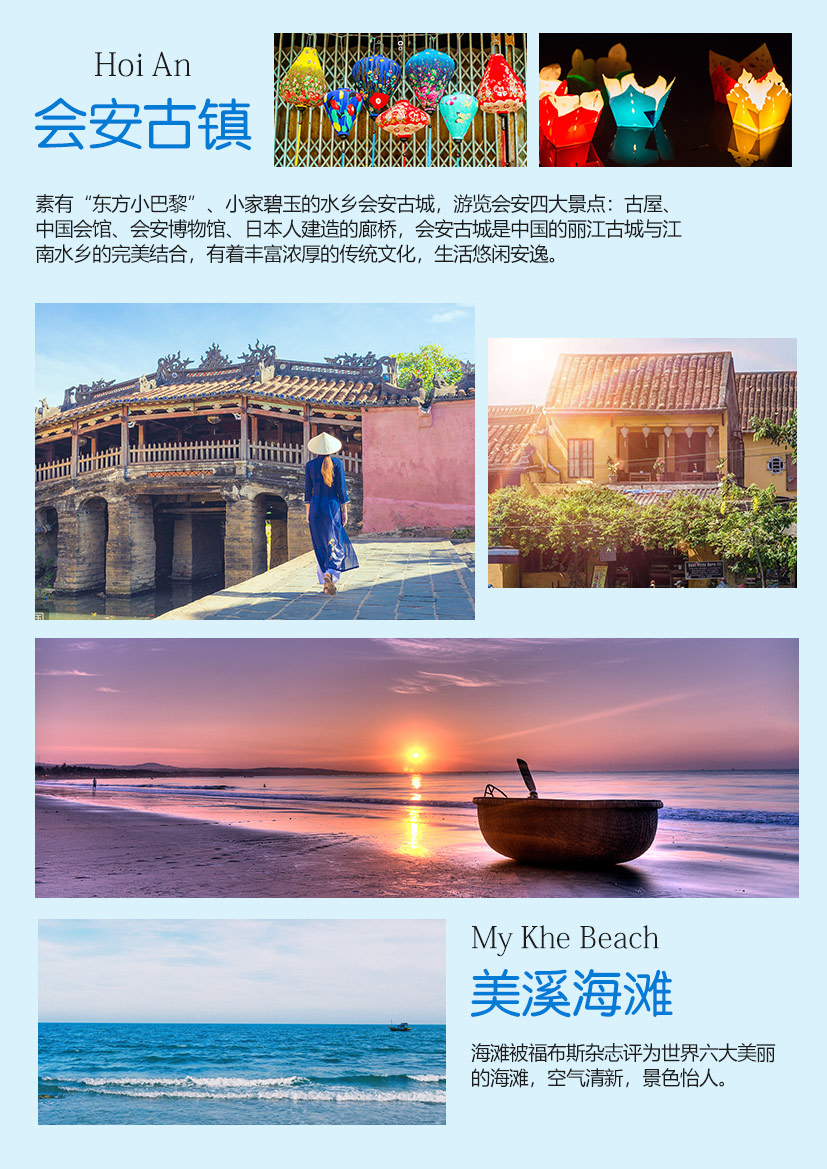 Hoi An
会安古镇
素有“东方小巴黎”、小家碧玉的水乡会安古城，游览会安四大景点：古屋、
中国会馆、会安博物馆、日本人建造的廊桥，会安古城是中国的丽江古城与江
南水乡的完美结合，有着丰富浓厚的传统文化，生活悠闲安逸。
My Khe Beach
美溪海滩
海滩被福布斯杂志评为世界六大美丽
的海滩，空气清新，景色怡人。